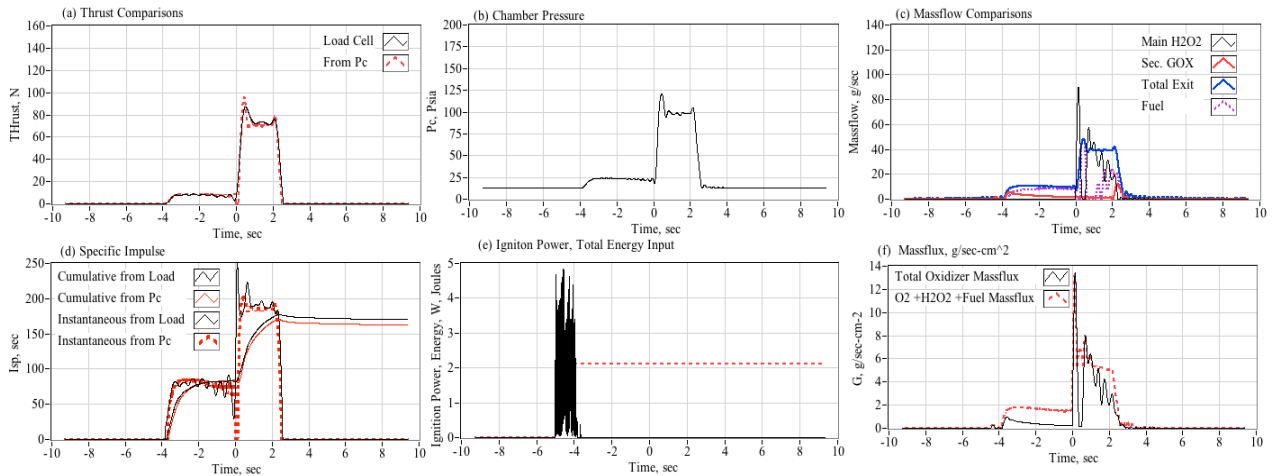 (a) Thrust Comparisons
160
140
120
100
80
60
40
20
0
THrust, N
Load Cell
From Pc
-10 -8 -6 -4 -2 0 2 4 6 8 10
Time, sec
(b) Chamber Pressure
200
175
150
125
100
75
50
25
0
Pc, Psia
-10 -8 -6 -4 -2 0 2 4 6 8 10
Time, sec
(c) Massflow Comparisons
140
120
100
80
60
40
20
0
Massflow, g/sec
Main H2O2
Sec. GOX
Total Exit
Fuel
-10 -8 -6 -4 -2 0 2 4 6 8 10
Time, sec
(d) Specific Impulse
250
200
150
100
50
0
Isp, sec
Cumulative from Load
Cumulative from Pc
Instantaneous from Load
Instantaneous from Pc
-10 -8 -6 -4 -2 0 2 4 6 8 10
Time, sec
(e) Igniton Power, Total Energy Input
5
4
3
2
1
0
Ignition Power, Energy, W, Joules
-10 -8 -6 -4 -2 0 2 4 6 8 10
Time, sec
(f) Massflux, g/sec-cm^2
14
12
10
8
6
4
2
0
G, g/sec-cm-2
Total Oxidizer Massflux
O2 +H2O2 +Fuel Massflux
-10 -8 -6 -4 -2 0 2 4 6 8 10
Time, sec